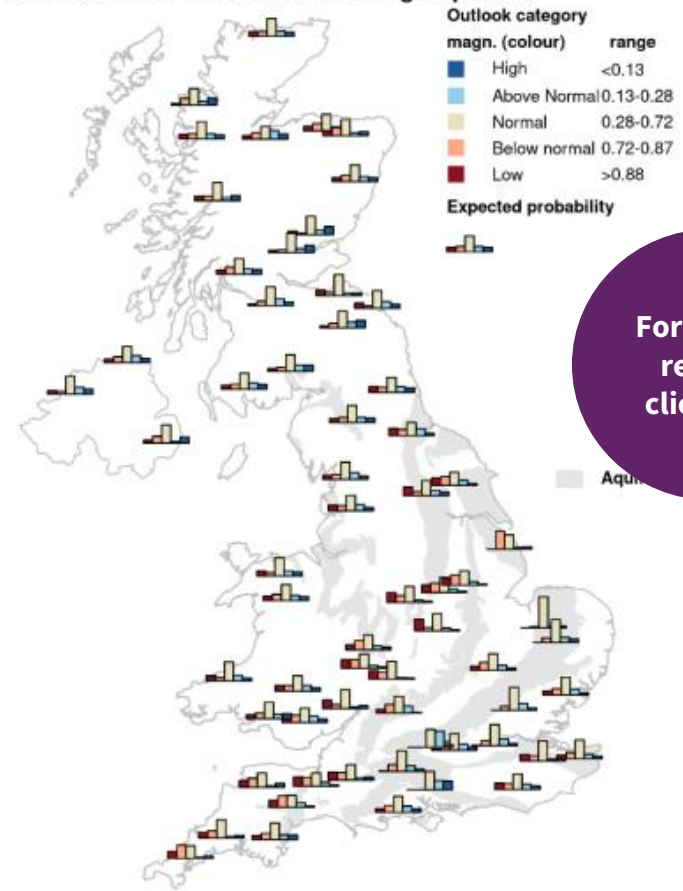 Outlook category
magn. (colour) range
High <0.13
Above Normal 0.13-0.28
Normal 0.28-0.72
Below normal 0.72-0.87
Low >0.88
Expected probability
For